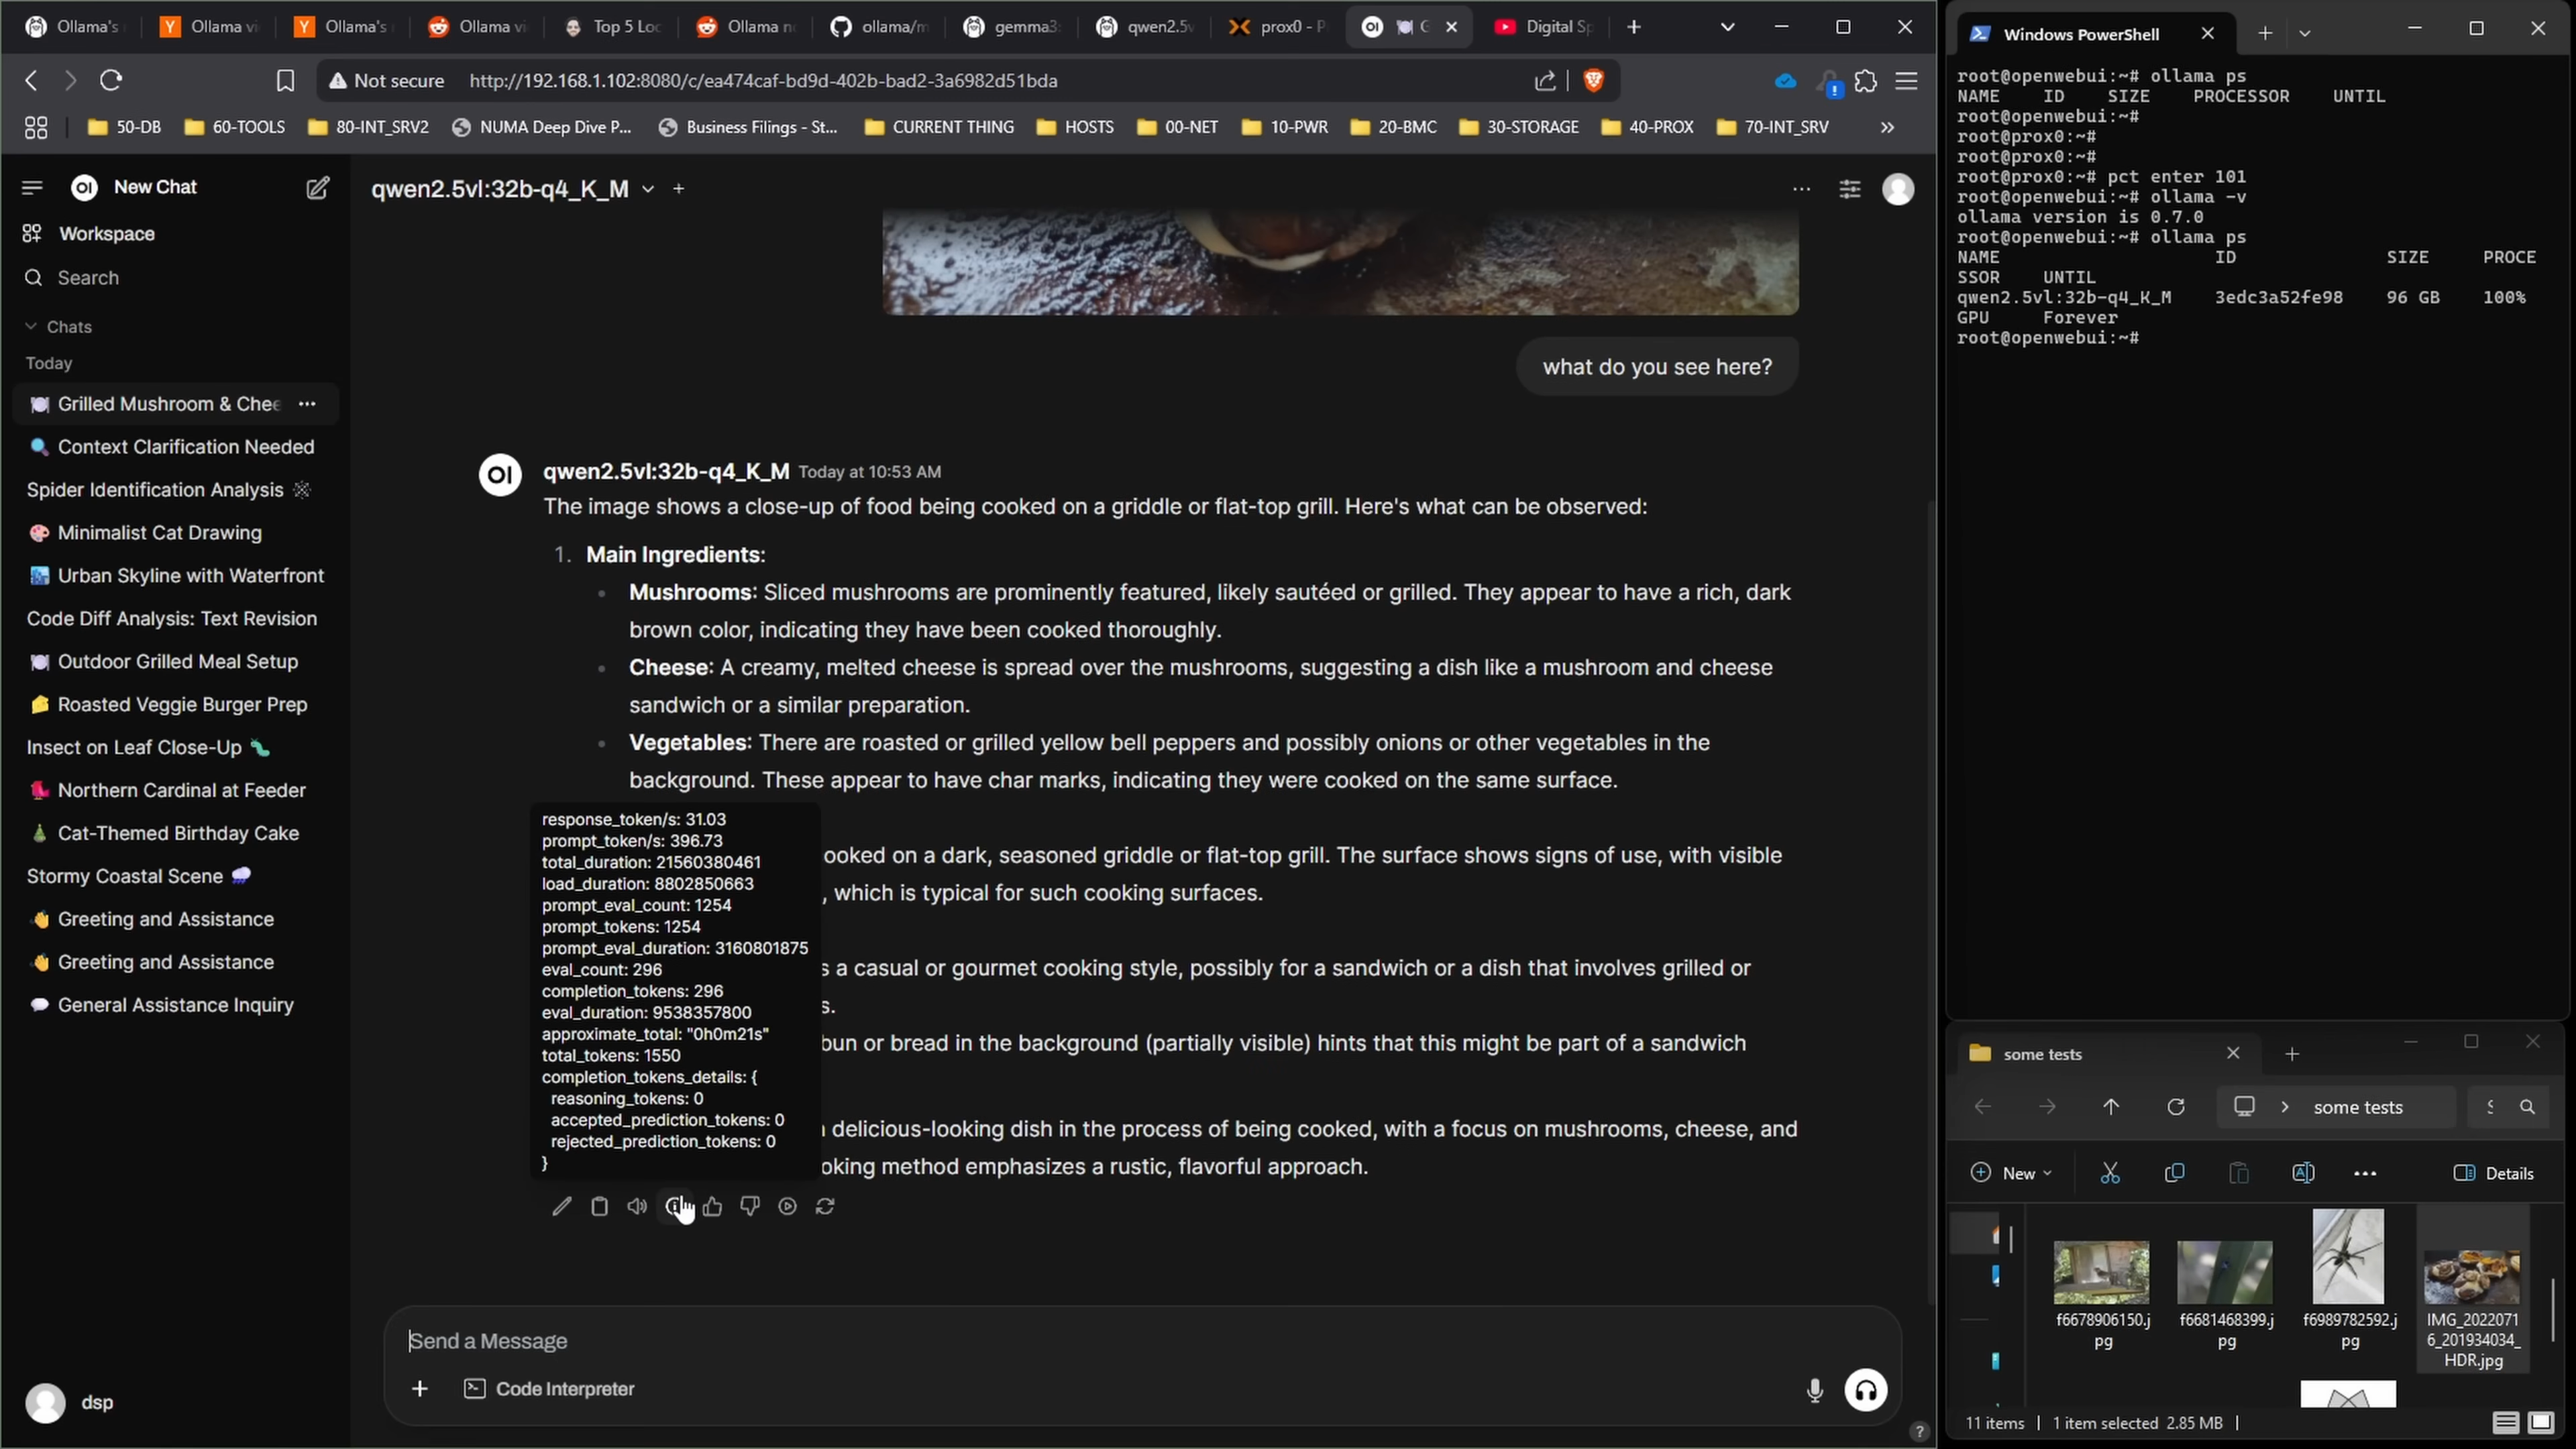 Ollama's
Ollama vi
Ollama's
Ollama vi
Top 5 Loc
Ollama n
ollama/m
gemma3:
qwen2.5v
prox0 - P
G
Digital Sp
Not secure
http://192.168.1.102:8080/c/ea474caf-bd9d-402b-bad2-3a6982d51bda
50-DB
60-TOOLS
80-INT_SRV2
NUMA Deep Dive P...
Business Filings - St...
CURRENT THING
HOSTS
00-NET
10-PWR
20-BMC
30-STORAGE
40-PROX
70-INT_SRV
»
OI New Chat
Workspace
Search
Chats
Today
Grilled Mushroom & Chee
Context Clarification Needed
Spider Identification Analysis
Minimalist Cat Drawing
Urban Skyline with Waterfront
Code Diff Analysis: Text Revision
Outdoor Grilled Meal Setup
Roasted Veggie Burger Prep
Insect on Leaf Close-Up
Northern Cardinal at Feeder
Cat-Themed Birthday Cake
Stormy Coastal Scene
Greeting and Assistance
Greeting and Assistance
General Assistance Inquiry
dsp
qwen2.5vl:32b-q4_K_M
what do you see here?
OI
qwen2.5vl:32b-q4_K_M Today at 10:53 AM
The image shows a close-up of food being cooked on a griddle or flat-top grill. Here's what can be observed:
1. Main Ingredients:
Mushrooms: Sliced mushrooms are prominently featured, likely sautéed or grilled. They appear to have a rich, dark
brown color, indicating they have been cooked thoroughly.
Cheese: A creamy, melted cheese is spread over the mushrooms, suggesting a dish like a mushroom and cheese
sandwich or a similar preparation.
Vegetables: There are roasted or grilled yellow bell peppers and possibly onions or other vegetables in the
background. These appear to have char marks, indicating they were cooked on the same surface.
ooked on a dark, seasoned griddle or flat-top grill. The surface shows signs of use, with visible
, which is typical for such cooking surfaces.
s a casual or gourmet cooking style, possibly for a sandwich or a dish that involves grilled or
s.
bun or bread in the background (partially visible) hints that this might be part of a sandwich
delicious-looking dish in the process of being cooked, with a focus on mushrooms, cheese, and
oking method emphasizes a rustic, flavorful approach.
response_token/s: 31.03
prompt_token/s: 396.73
total_duration: 21560380461
load_duration: 8802850663
prompt_eval_count: 1254
prompt_tokens: 1254
prompt_eval_duration: 3160801875
eval_count: 296
completion_tokens: 296
eval_duration: 9538357800
approximate_total: "0h0m21s"
total_tokens: 1550
completion_tokens_details: {
reasoning_tokens: 0
accepted_prediction_tokens: 0
rejected_prediction_tokens: 0
}
Send a Message
Code Interpreter
?
Windows PowerShell
root@openwebui:~# ollama ps
NAME ID SIZE PROCESSOR UNTIL
root@openwebui:~#
root@prox0:~#
root@prox0:~#
root@prox0:~# pct enter 101
root@openwebui:~# ollama -v
ollama version is 0.7.0
root@openwebui:~# ollama ps
NAME ID SIZE PROCE
SSOR UNTIL
qwen2.5vl:32b-q4_K_M 3edc3a52fe98 96 GB 100%
GPU Forever
root@openwebui:~#
some tests
some tests
New
Details
f6678906150.j
pg
f6681468399.j
pg
f6989782592.j
pg
IMG_2022071
6_201934034_
HDR.jpg
11 items | 1 item selected 2.85 MB |